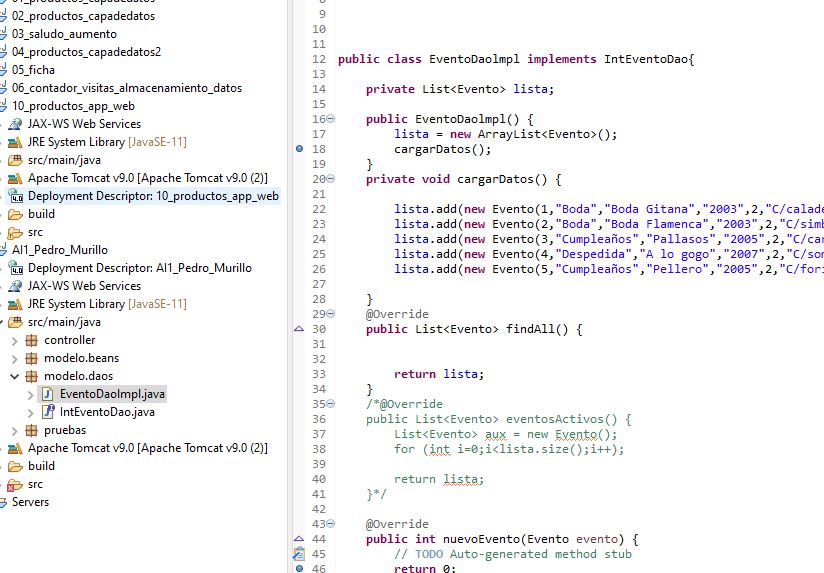 01_productos_capadedatos
02_productos_capadedatos
03_saludo_aumento
04_productos_capadedatos2
05_ficha
06_contador_visitas_almacenamiento_datos
10_productos_app_web
JAX-WS Web Services
JRE System Library [JavaSE-11]
src/main/java
Apache Tomcat v9.0 [Apache Tomcat v9.0 (2)]
Deployment Descriptor: 10_productos_app_web
build
src
AI1_Pedro_Murillo
Deployment Descriptor: AI1_Pedro_Murillo
JAX-WS Web Services
JRE System Library [JavaSE-11]
src/main/java
controller
modelo.beans
modelo.daos
EventoDaoImpl.java
IntEventoDao.java
pruebas
Apache Tomcat v9.0 [Apache Tomcat v9.0 (2)]
build
src
Servers
8
9
10
11
12 public class EventoDaolmpl implements IntEventoDao{
13
14 private List<Evento> lista;
15
16 public EventoDaolmpl() {
17 lista = new ArrayList<Evento>();
18 cargarDatos();
19 }
20 private void cargarDatos() {
21
22 lista.add(new Evento(1,"Boda","Boda Gitana","2003",2,"C/calade
23 lista.add(new Evento(2,"Boda","Boda Flamenca","2003",2,"C/simb
24 lista.add(new Evento(3,"Cumpleaños","Pallasos","2005",2,"C/car
25 lista.add(new Evento(4,"Despedida","A lo gogo","2007",2,"C/som
26 lista.add(new Evento(5,"Cumpleaños","Pellero","2005",2,"C/fori
27
28 }
29 @Override
30 public List<Evento> findAll() {
31
32
33 return lista;
34 }
35 /*@Override
36 public List<Evento> eventosActivos() {
37 List<Evento> aux = new Evento();
38 for (int i=0;i<lista.size();i++);
39
40 return lista;
41 }*/
42
43 @Override
44 public int nuevoEvento(Evento evento) {
45 // TODO Auto-generated method stub
46 return 0;